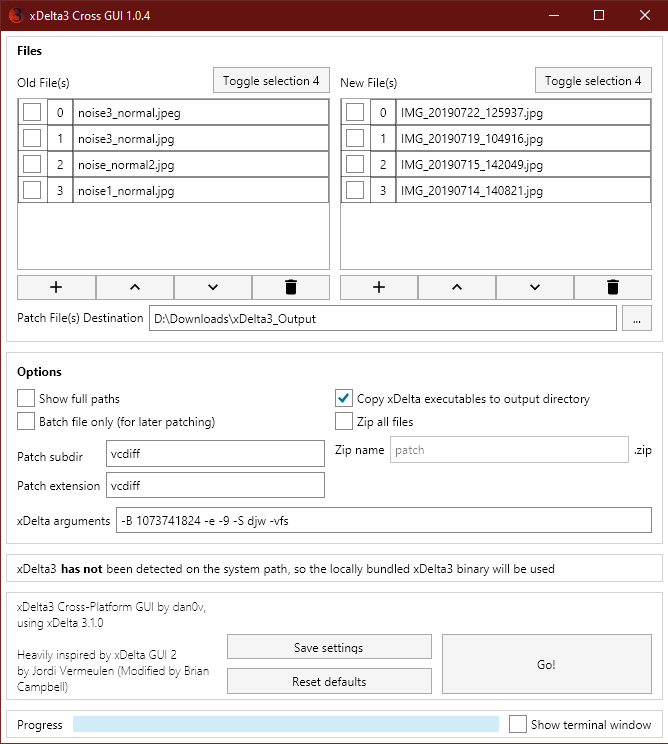 xDelta3 Cross GUI 1.0.4
Files
Old File(s)
Toggle selection 4
New File(s)
Toggle selection 4
0 noise3_normal.jpeg
1 noise3_normal.jpg
2 noise_normal2.jpg
3 noise1_normal.jpg
0 IMG_20190722_125937.jpg
1 IMG_20190719_104916.jpg
2 IMG_20190715_142049.jpg
3 IMG_20190714_140821.jpg
Patch File(s) Destination D:\Downloads\xDelta3_Output ...
Options
Show full paths
Copy xDelta executables to output directory
Batch file only (for later patching)
Zip all files
Patch subdir vcdiff
Zip name patch .zip
Patch extension vcdiff
xDelta arguments -B 1073741824 -e -9 -S djw -vfs
xDelta3 has not been detected on the system path, so the locally bundled xDelta3 binary will be used
xDelta3 Cross-Platform GUI by dan0v,
using xDelta 3.1.0
Heavily inspired by xDelta GUI 2
by Jordi Vermeulen (Modified by Brian
Campbell)
Save settings
Reset defaults
Go!
Progress
Show terminal window